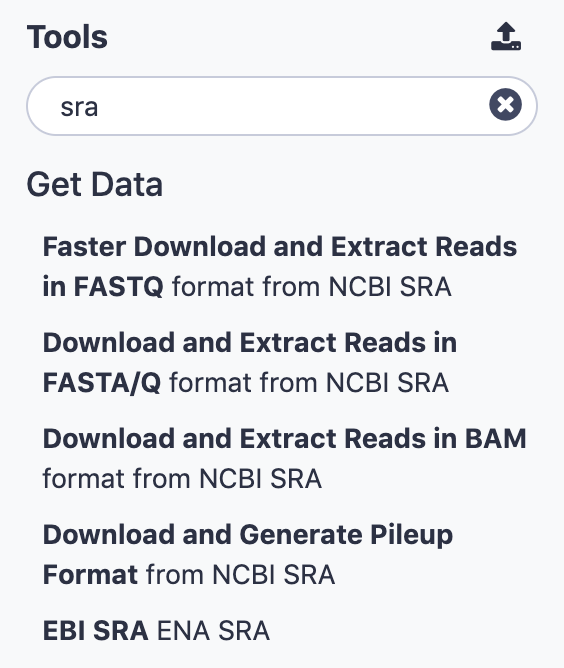 Tools
sra
Get Data
Faster Download and Extract Reads
in FASTQ format from NCBI SRA
Download and Extract Reads in
FASTA/Q format from NCBI SRA
Download and Extract Reads in BAM
format from NCBI SRA
Download and Generate Pileup
Format from NCBI SRA
EBI SRA ENA SRA